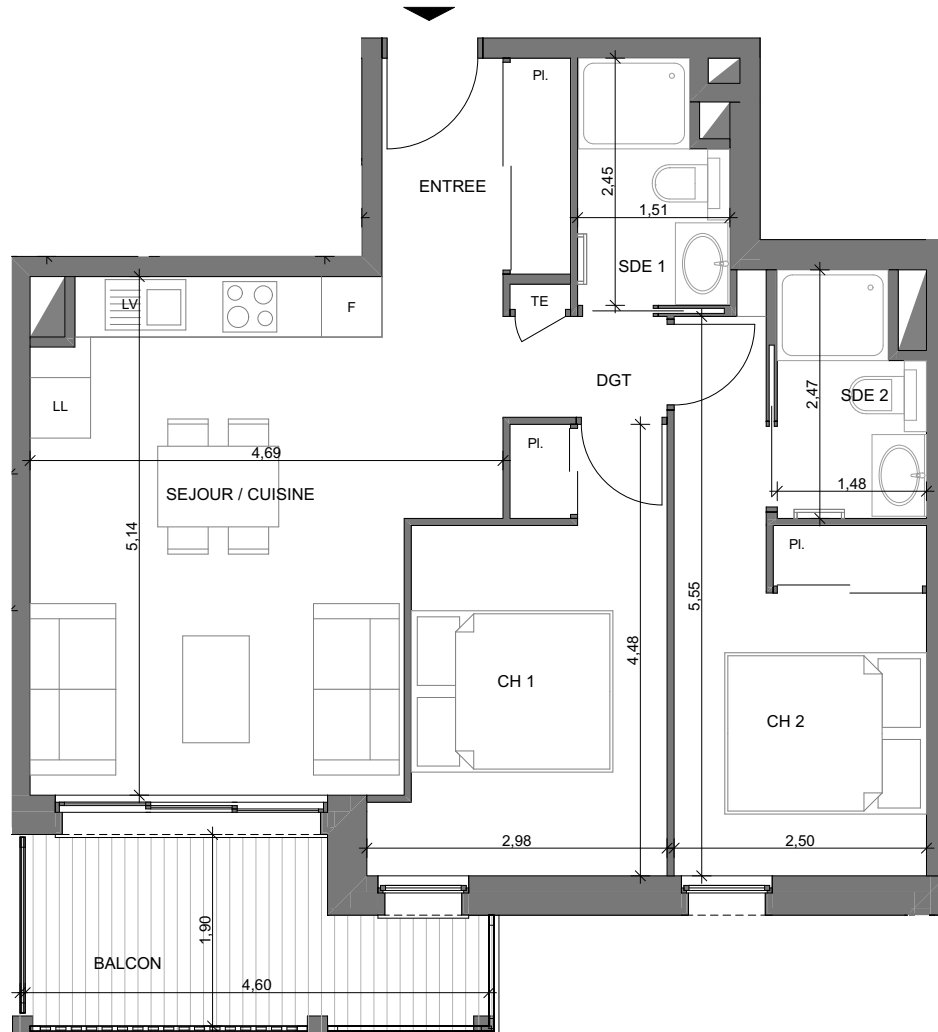 Pl.
ENTREE
2,45
1,51
SDE 1
LV
F
TE
DGT
LL
SDE 2
2,47
Pl.
4,69
1,48
SEJOUR / CUISINE
5,14
Pl.
5,55
4,48
CH 1
CH 2
2,98
2,50
1,90
BALCON
4,60